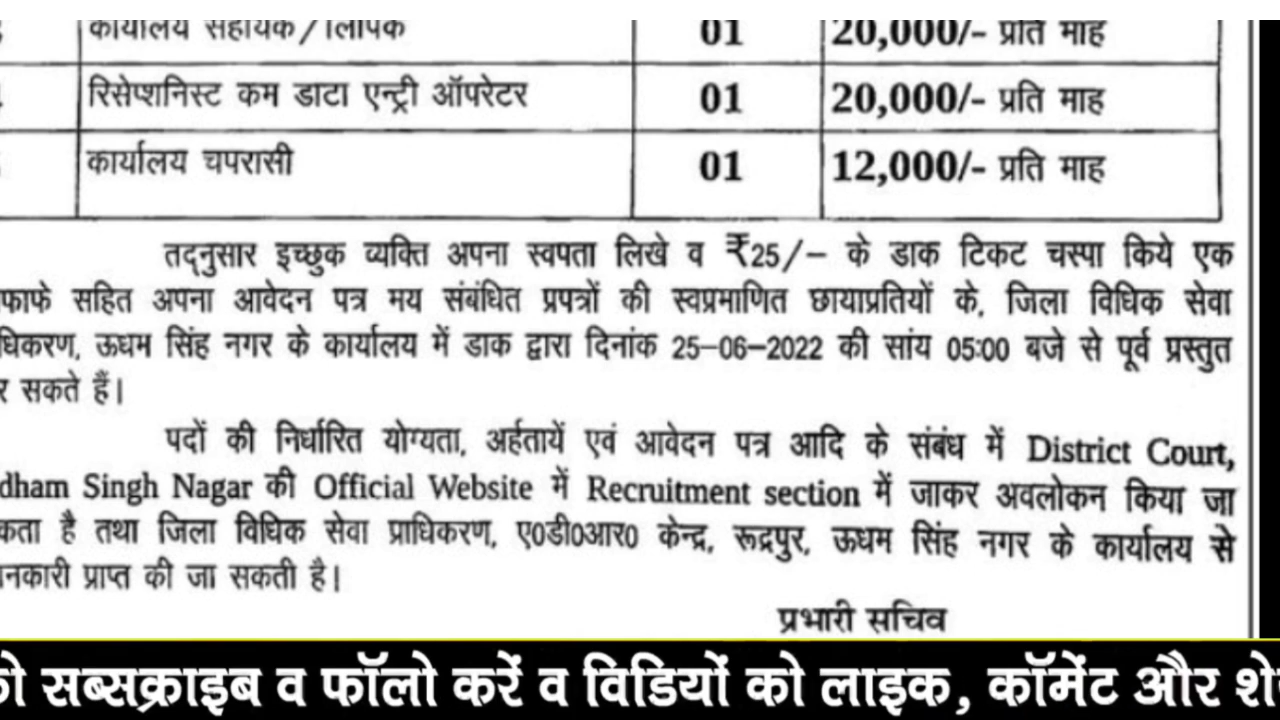 कार्यालय सहायक/लिपिक 01 20,000/- प्रति माह
रिसेप्शनिस्ट कम डाटा एन्ट्री ऑपरेटर 01 20,000/- प्रति माह
कार्यालय चपरासी 01 12,000/- प्रति माह
तद्नुसार इच्छुक व्यक्ति अपना स्वपता लिखे व ₹25/- के डाक टिकट चस्पा किये एक
फाफे सहित अपना आवेदन पत्र मय संबंधित प्रपत्रों की स्वप्रमाणित छायाप्रतियों के, जिला विधिक सेवा
धिकरण, ऊधम सिंह नगर के कार्यालय में डाक द्वारा दिनांक 25-06-2022 की सांय 05:00 बजे से पूर्व प्रस्तुत
र सकते हैं।
पदों की निर्धारित योग्यता, अर्हतायें एवं आवेदन पत्र आदि के संबंध में District Court,
dham Singh Nagar की Official Website में Recruitment section में जाकर अवलोकन किया जा
कता है तथा जिला विधिक सेवा प्राधिकरण, ए0डी0आर0 केन्द्र, रूद्रपुर, ऊधम सिंह नगर के कार्यालय से
नकारी प्राप्त की जा सकती है।
प्रभारी सचिव
को सब्सक्राइब व फॉलो करें व विडियों को लाइक, कॉमेंट और शे